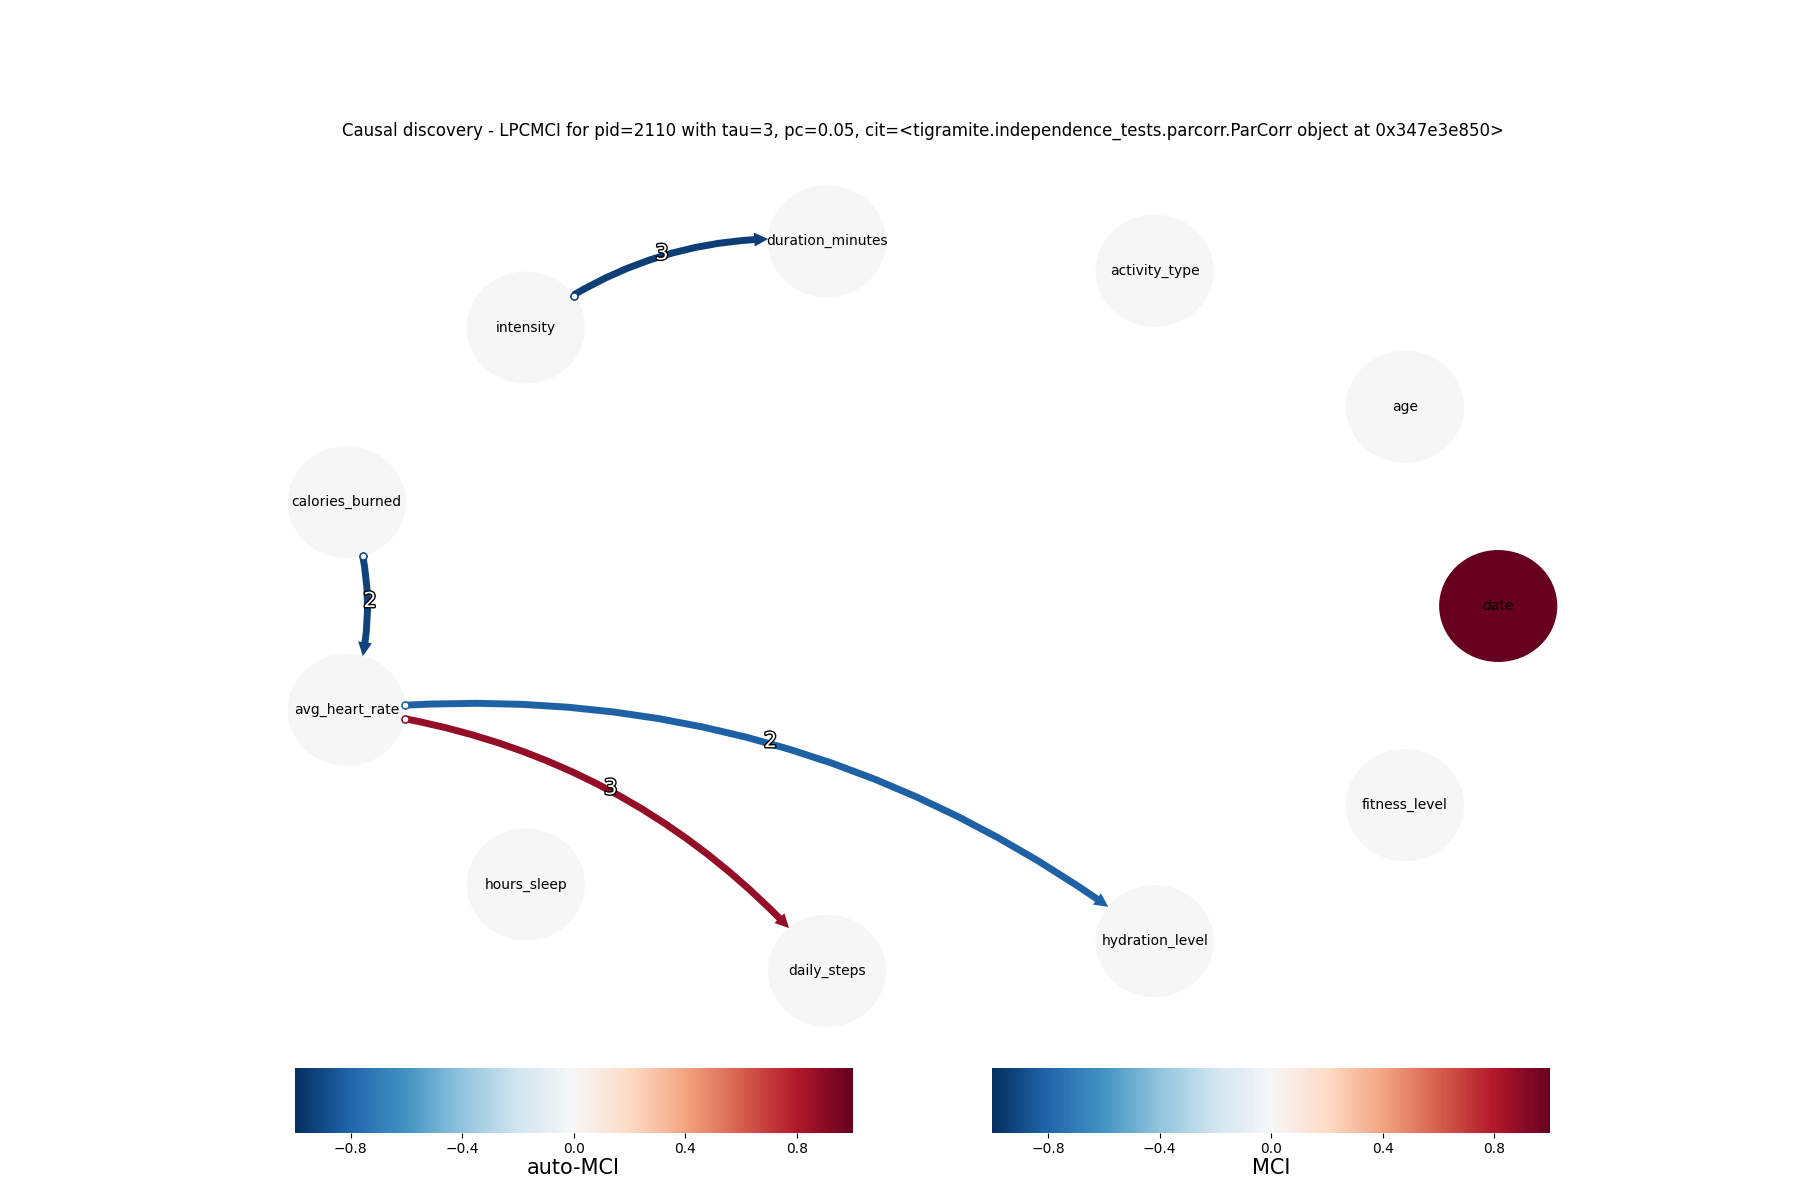 Causal discovery - LPCMCI for pid=2110 with tau=3, pc=0.05, cit=<tigramite.independence_tests.parcorr.ParCorr object at 0x347e3e850>
duration_minutes
3
activity_type
intensity
age
calories_burned
2
date
avg_heart_rate
2
3
fitness_level
hours_sleep
hydration_level
daily_steps
−0.8 −0.4 0.0 0.4 0.8
auto-MCI
−0.8 −0.4 0.0 0.4 0.8
MCI